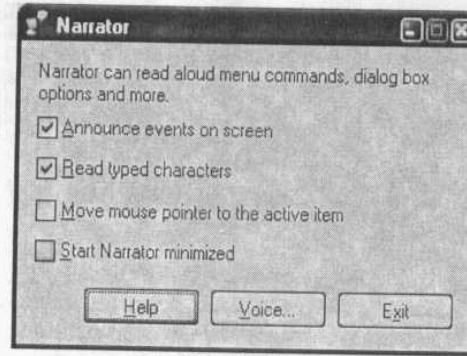 Narrator
Narrator can read aloud menu commands, dialog box
options and more.
Announce events on screen
Read typed characters
Move mouse pointer to the active item
Start Narrator minimized
Help Voice... Exit